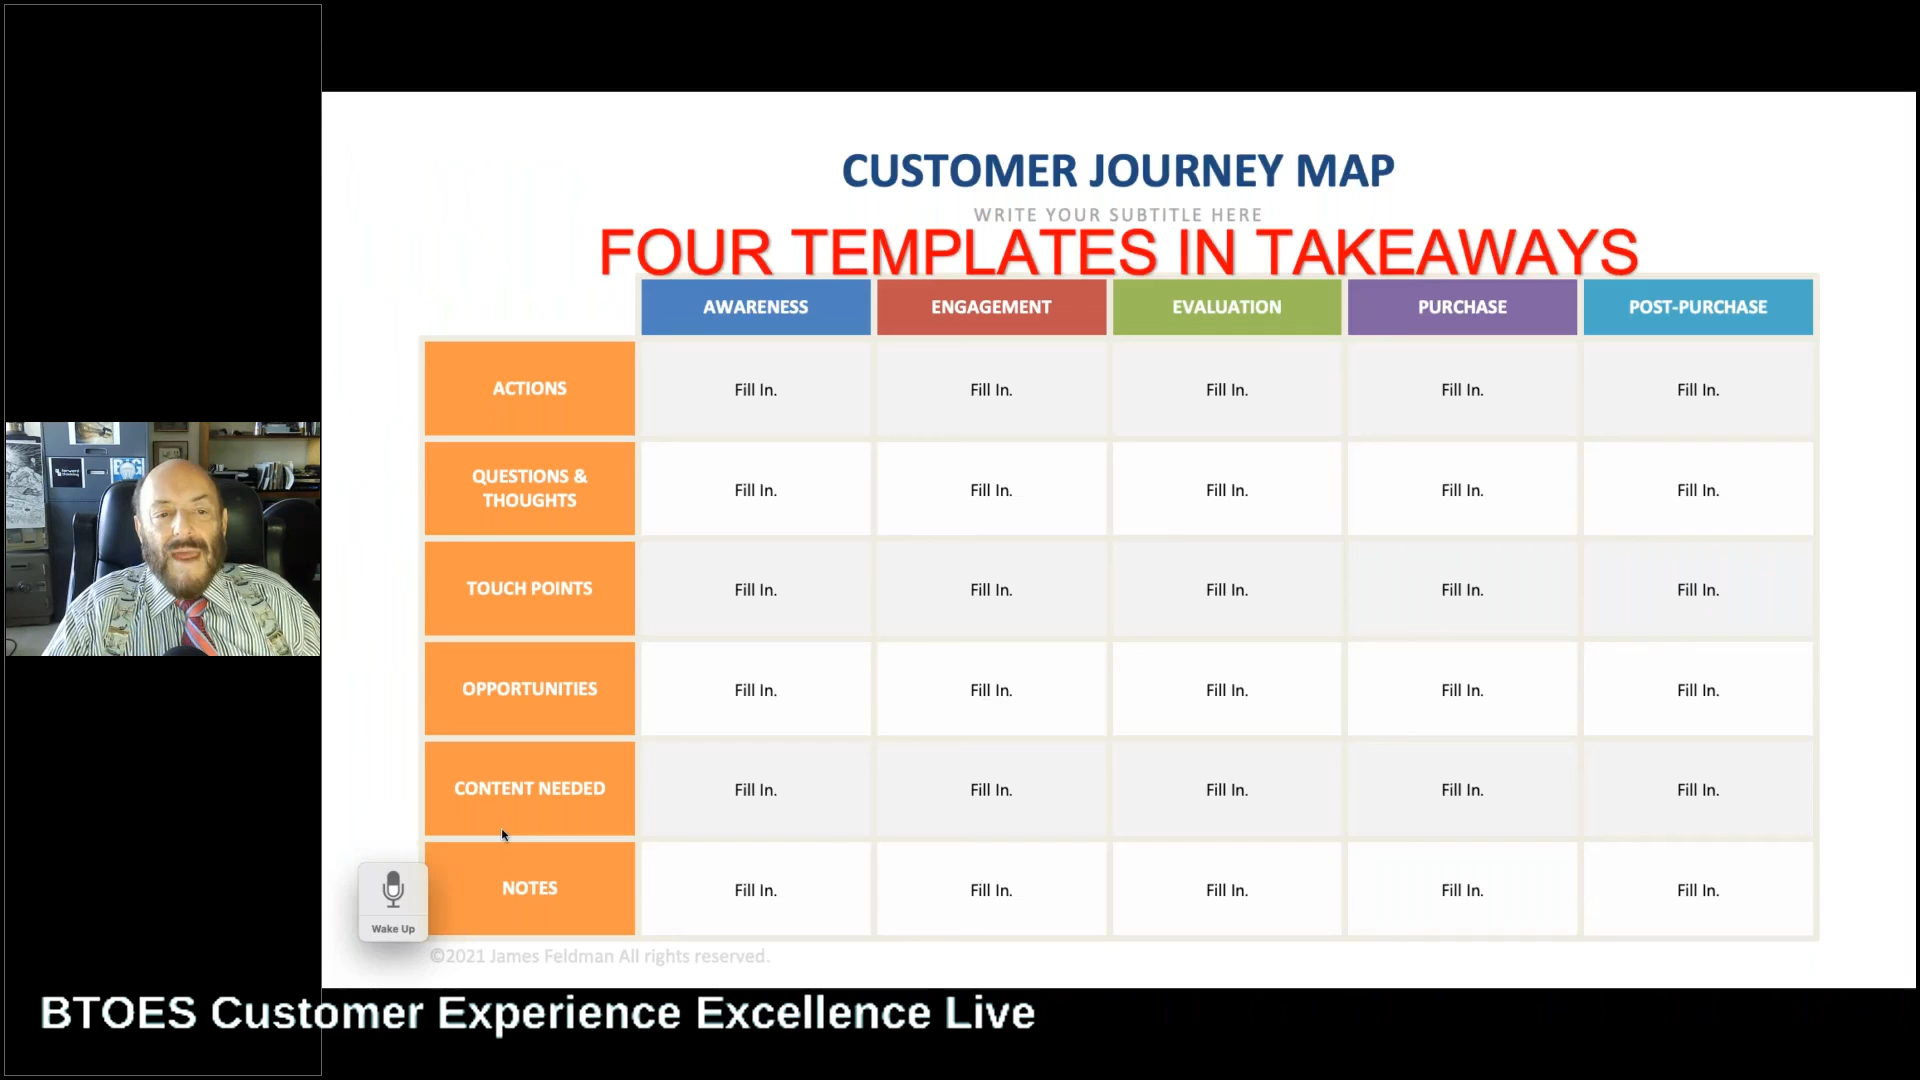 CUSTOMER JOURNEY MAP
WRITE YOUR SUBTITLE HERE
FOUR TEMPLATES IN TAKEAWAYS
AWARENESS ENGAGEMENT EVALUATION PURCHASE POST-PURCHASE
ACTIONS Fill In. Fill In. Fill In. Fill In. Fill In.
QUESTIONS &
THOUGHTS Fill In. Fill In. Fill In. Fill In. Fill In.
TOUCH POINTS Fill In. Fill In. Fill In. Fill In. Fill In.
OPPORTUNITIES Fill In. Fill In. Fill In. Fill In. Fill In.
CONTENT NEEDED Fill In. Fill In. Fill In. Fill In. Fill In.
NOTES Fill In. Fill In. Fill In. Fill In. Fill In.
Wake Up
©2021 James Feldman All rights reserved.
BTOES Customer Experience Excellence Live